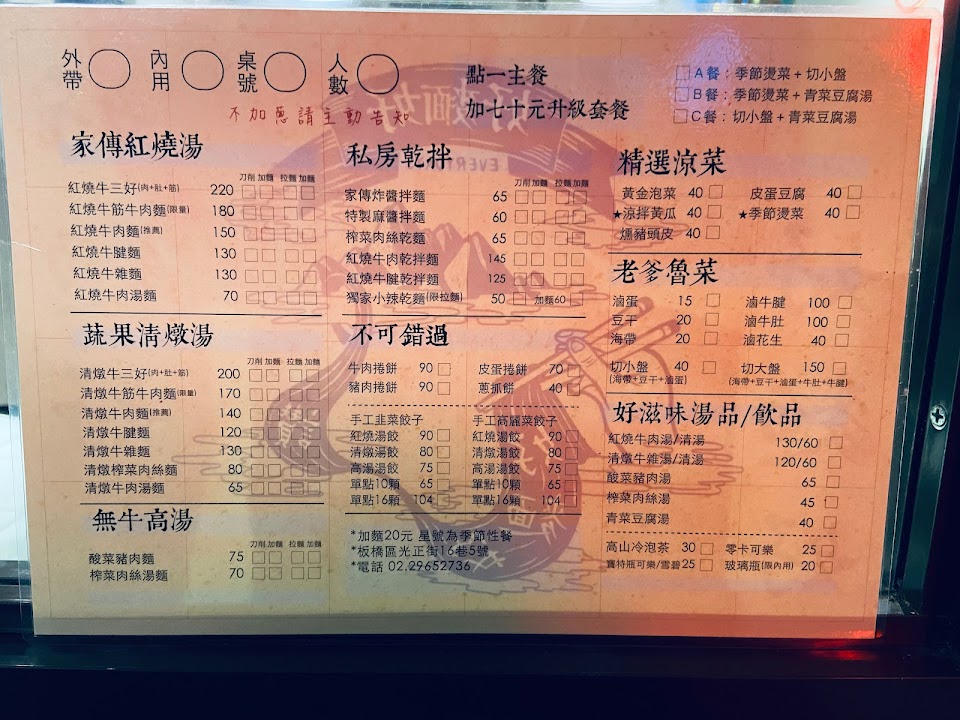 外帶 內用 桌號 人數
不加蔥請主動告知
點一主餐
加七十元升級套餐
A餐：季節燙菜+切小盤
B餐：季節燙菜+青菜豆腐湯
C餐：切小盤+青菜豆腐湯
家傳紅燒湯
刀削 加麵 拉麵 加麵
紅燒牛三好(肉+肚+筋) 220
紅燒牛筋牛肉麵(限量) 180
紅燒牛肉麵(推薦) 150
紅燒牛腱麵 130
紅燒牛雜麵 130
紅燒牛肉湯麵 70
蔬果清燉湯
刀削 加麵 拉麵 加麵
清燉牛三好(肉+肚+筋) 200
清燉牛筋牛肉麵(限量) 170
清燉牛肉麵(推薦) 140
清燉牛腱麵 120
清燉牛雜麵 130
清燉榨菜肉絲麵 80
清燉牛肉湯麵 65
無牛高湯
刀削 加麵 拉麵 加麵
酸菜豬肉麵 75
榨菜肉絲湯麵 70
私房乾拌
刀削 加麵 拉麵 加麵
家傳炸醬拌麵 65
特製麻醬拌麵 60
榨菜肉絲乾麵 65
紅燒牛肉乾拌麵 145
紅燒牛腱乾拌麵 125
獨家小辣乾麵(限拉麵) 50 加麵60
不可錯過
牛肉捲餅 90 皮蛋捲餅 70
豬肉捲餅 90 蔥抓餅 40
手工韭菜餃子 手工高麗菜餃子
紅燒湯餃 90 紅燒湯餃 90
清燉湯餃 80 清燉湯餃 80
高湯湯餃 75 高湯湯餃 75
單點10顆 65 單點10顆 65
單點16顆 104 單點16顆 104
*加麵20元 星號為季節性餐
*板橋區光正街16巷5號
*電話 02.29652736
精選涼菜
黃金泡菜 40 皮蛋豆腐 40
★涼拌黃瓜 40 ★季節燙菜 40
燻豬頭皮 40
老爹魯菜
滷蛋 15 滷牛腱 100
豆干 20 滷牛肚 100
海帶 20 滷花生 40
切小盤 40 切大盤 150
(海帶+豆干+滷蛋) (海帶+豆干+滷蛋+牛肚+牛腱)
好滋味湯品/飲品
紅燒牛肉湯/清湯 130/60
清燉牛雜湯/清湯 120/60
酸菜豬肉湯 65
榨菜肉絲湯 45
青菜豆腐湯 40
高山冷泡茶 30 零卡可樂 25
寶特瓶可樂/雪碧 25 玻璃瓶(限內用) 20